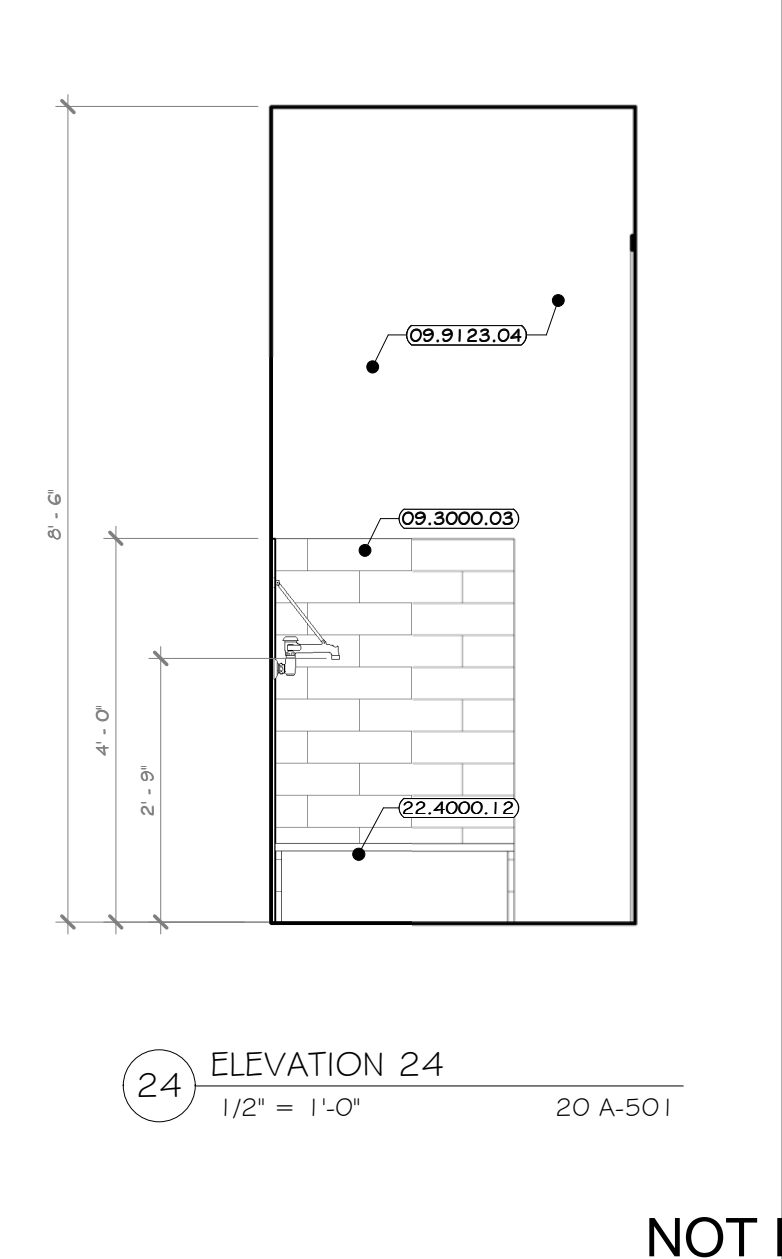 09.9123.04
09.3000.03
8' - 6"
4' - 0"
2' - 9"
22.4000.12
24
ELEVATION 24
1/2" = 1'-0"
20 A-501
NOT